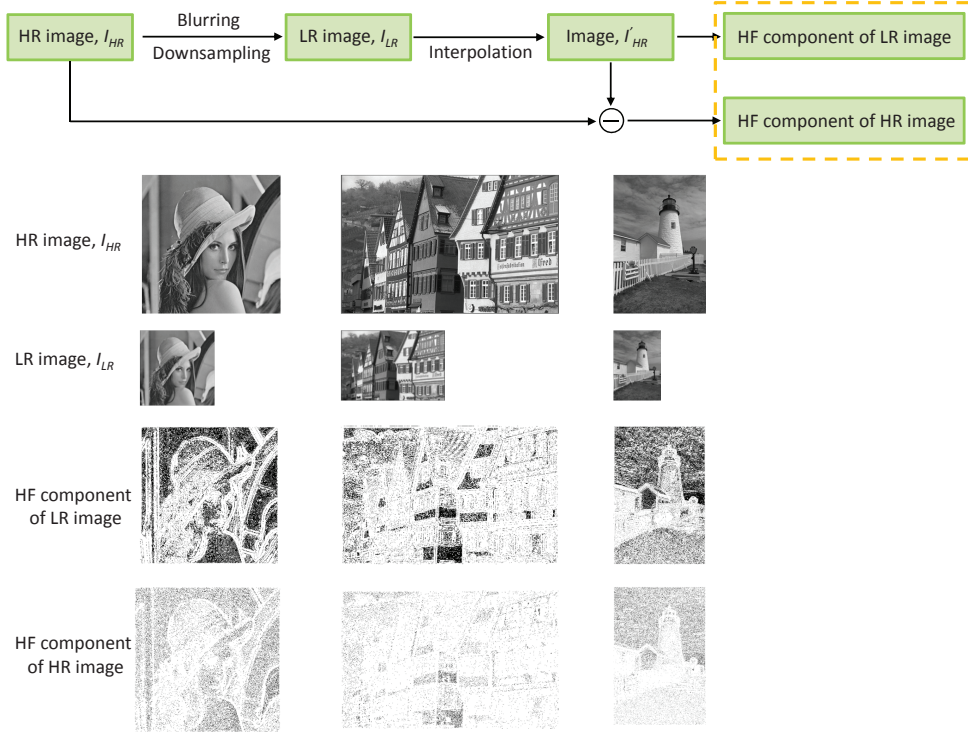 HR image, I_HR
Blurring
Downsampling
LR image, I_LR
Interpolation
Image, I'_HR
HF component of LR image
HF component of HR image
HR image, I_HR
LR image, I_LR
HF component
of LR image
HF component
of HR image